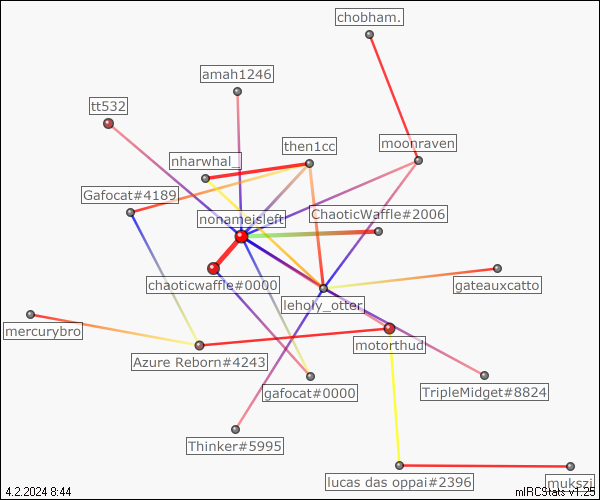 chobham.
amah1246
tt532
then1cc
moonraven
nharwhal_
Gafocat#4189
nonameisleft
ChaoticWaffle#2006
chaoticwaffle#0000
leholy_otter
gateauxcatto
mercurybro
Azure Reborn#4243
motorthud
gafocat#0000
TripleMidget#8824
Thinker#5995
lucas das oppai#2396
mukszi
4.2.2024 8:44
mIRCStats v1.25